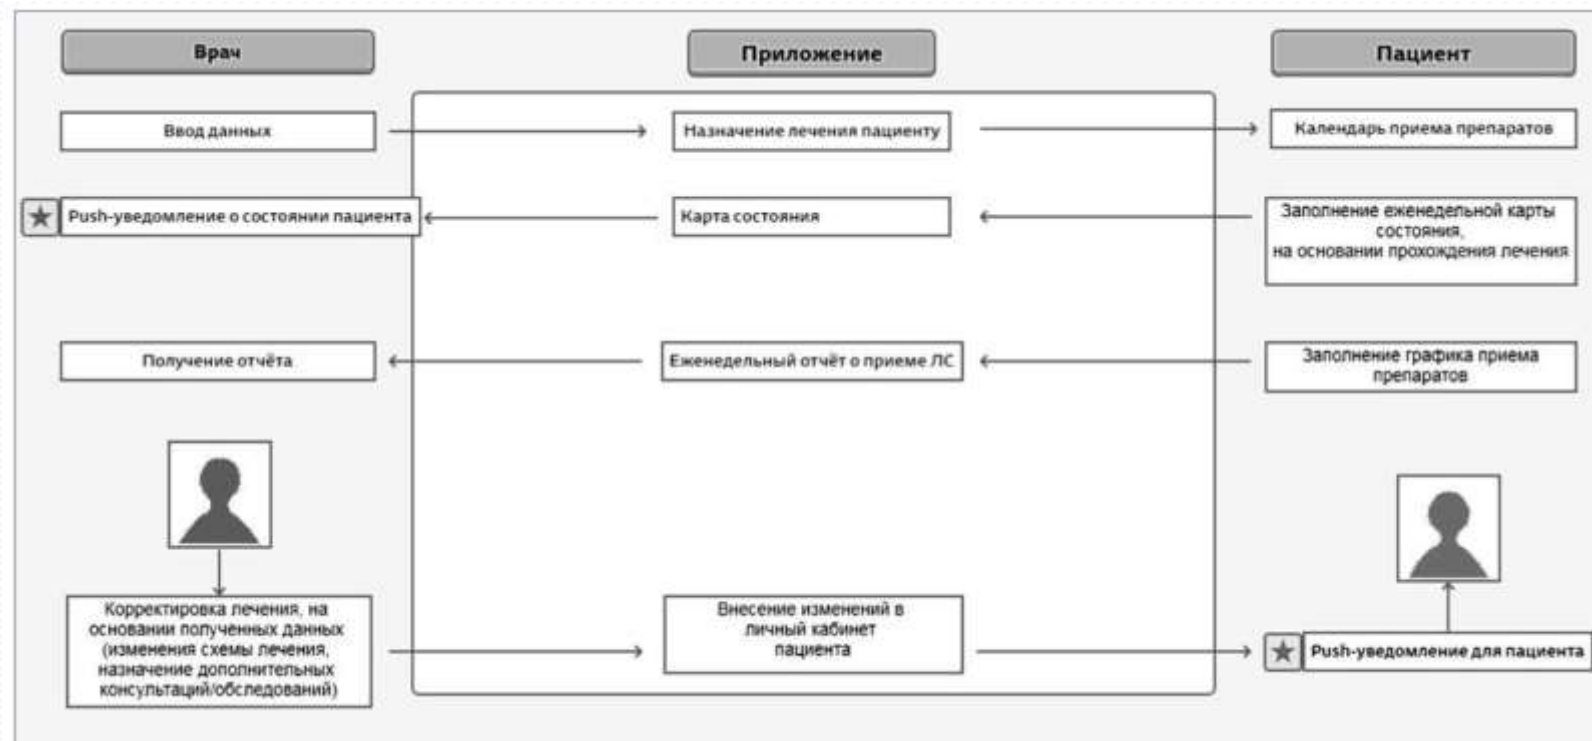 Врач
Приложение
Пациент
Ввод данных
Назначение лечения пациенту
Календарь приема препаратов
Push-уведомление о состоянии пациента
Карта состояния
Заполнение еженедельной карты
состояния,
на основании прохождения лечения
Получение отчёта
Еженедельный отчёт о приеме ЛС
Заполнение графика приема
препаратов
Корректировка лечения, на
основании полученных данных
(изменения схемы лечения,
назначение дополнительных
консультаций/обследований)
Внесение изменений в
личный кабинет
пациента
Push-уведомление для пациента